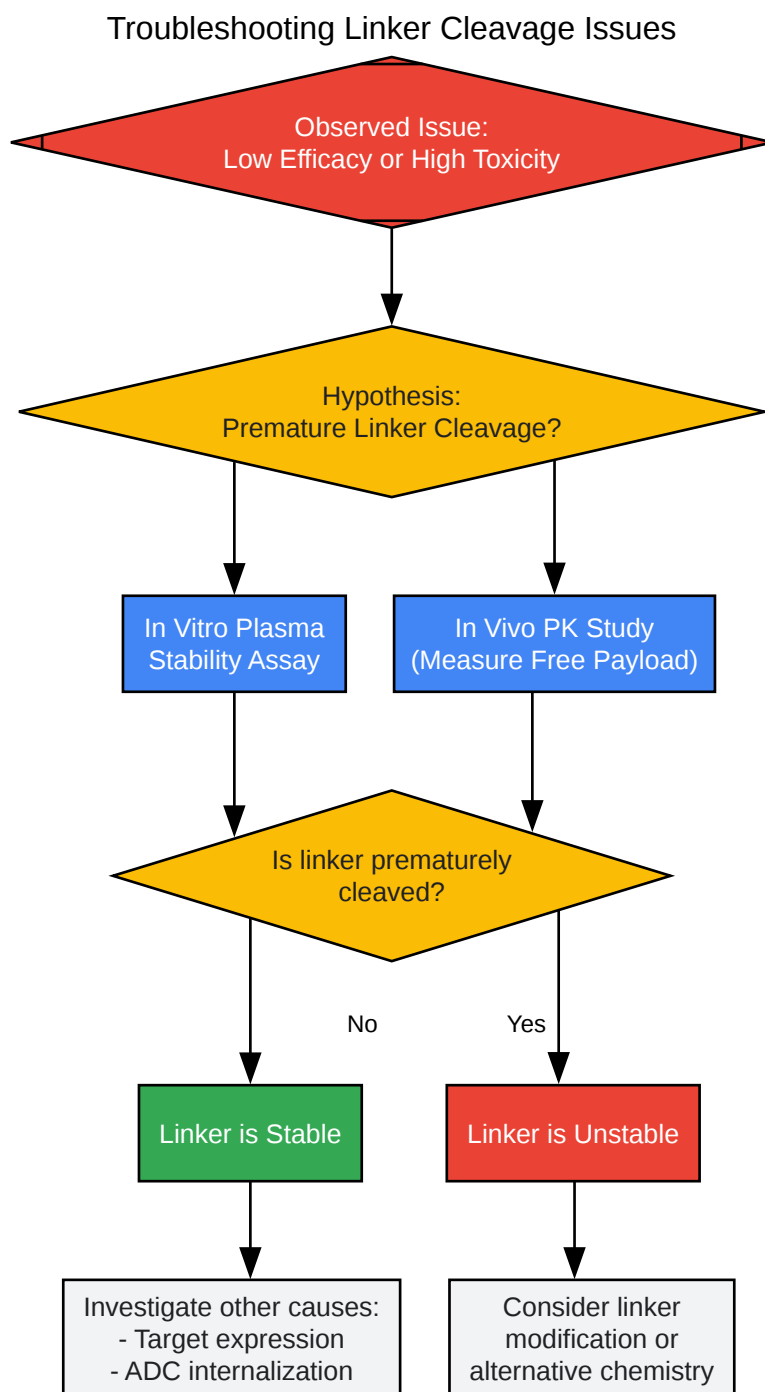 Troubleshooting Linker Cleavage Issues
Observed Issue:
Low Efficacy or High Toxicity
Hypothesis:
Premature Linker Cleavage?
In Vitro Plasma
Stability Assay
In Vivo PK Study
(Measure Free Payload)
Is linker prematurely
cleaved?
No
Yes
Linker is Stable
Linker is Unstable
Investigate other causes:
- Target expression
- ADC internalization
Consider linker
modification or
alternative chemistry